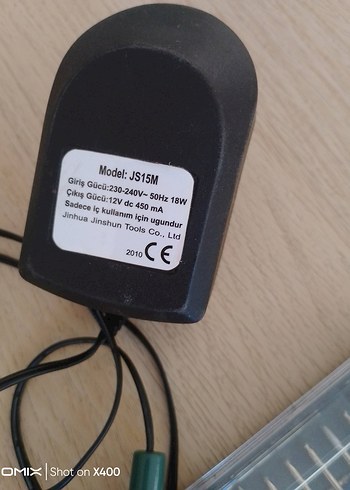 Model: JS15M
Giriş Gücü:230-240V~ 50Hz 18W
Çıkış Gücü:12V dc 450 mA
Sadece iç kullanım için ugundur
Jinhua Jinshun Tools Co., Ltd
2010 CE
OMIX | Shot on X400